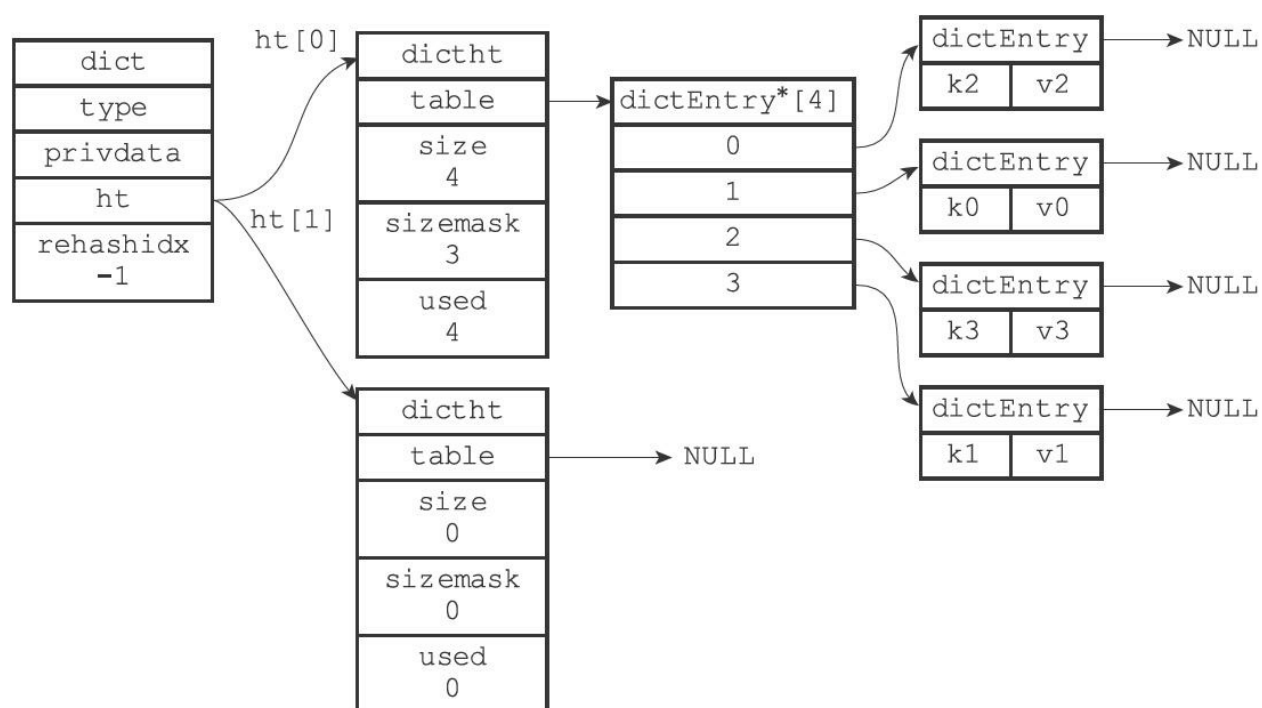 dict
type
privdata
ht
rehashidx
-1
ht[0]
ht[1]
dictht
table
size
4
sizemask
3
used
4
dictht
table
NULL
size
0
sizemask
0
used
0
dictEntry*[4]
0
1
2
3
dictEntry
NULL
k2 v2
dictEntry
NULL
k0 v0
dictEntry
NULL
k3 v3
dictEntry
NULL
k1 v1